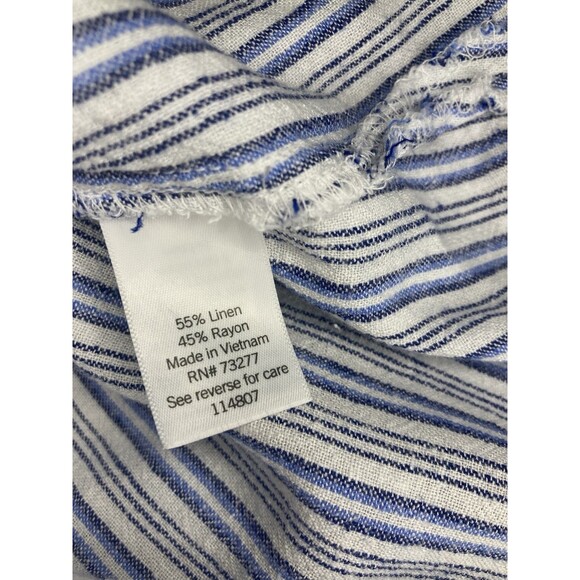 55% Linen
45% Rayon
Made in Vietnam
RN# 73277
See reverse for care
114807